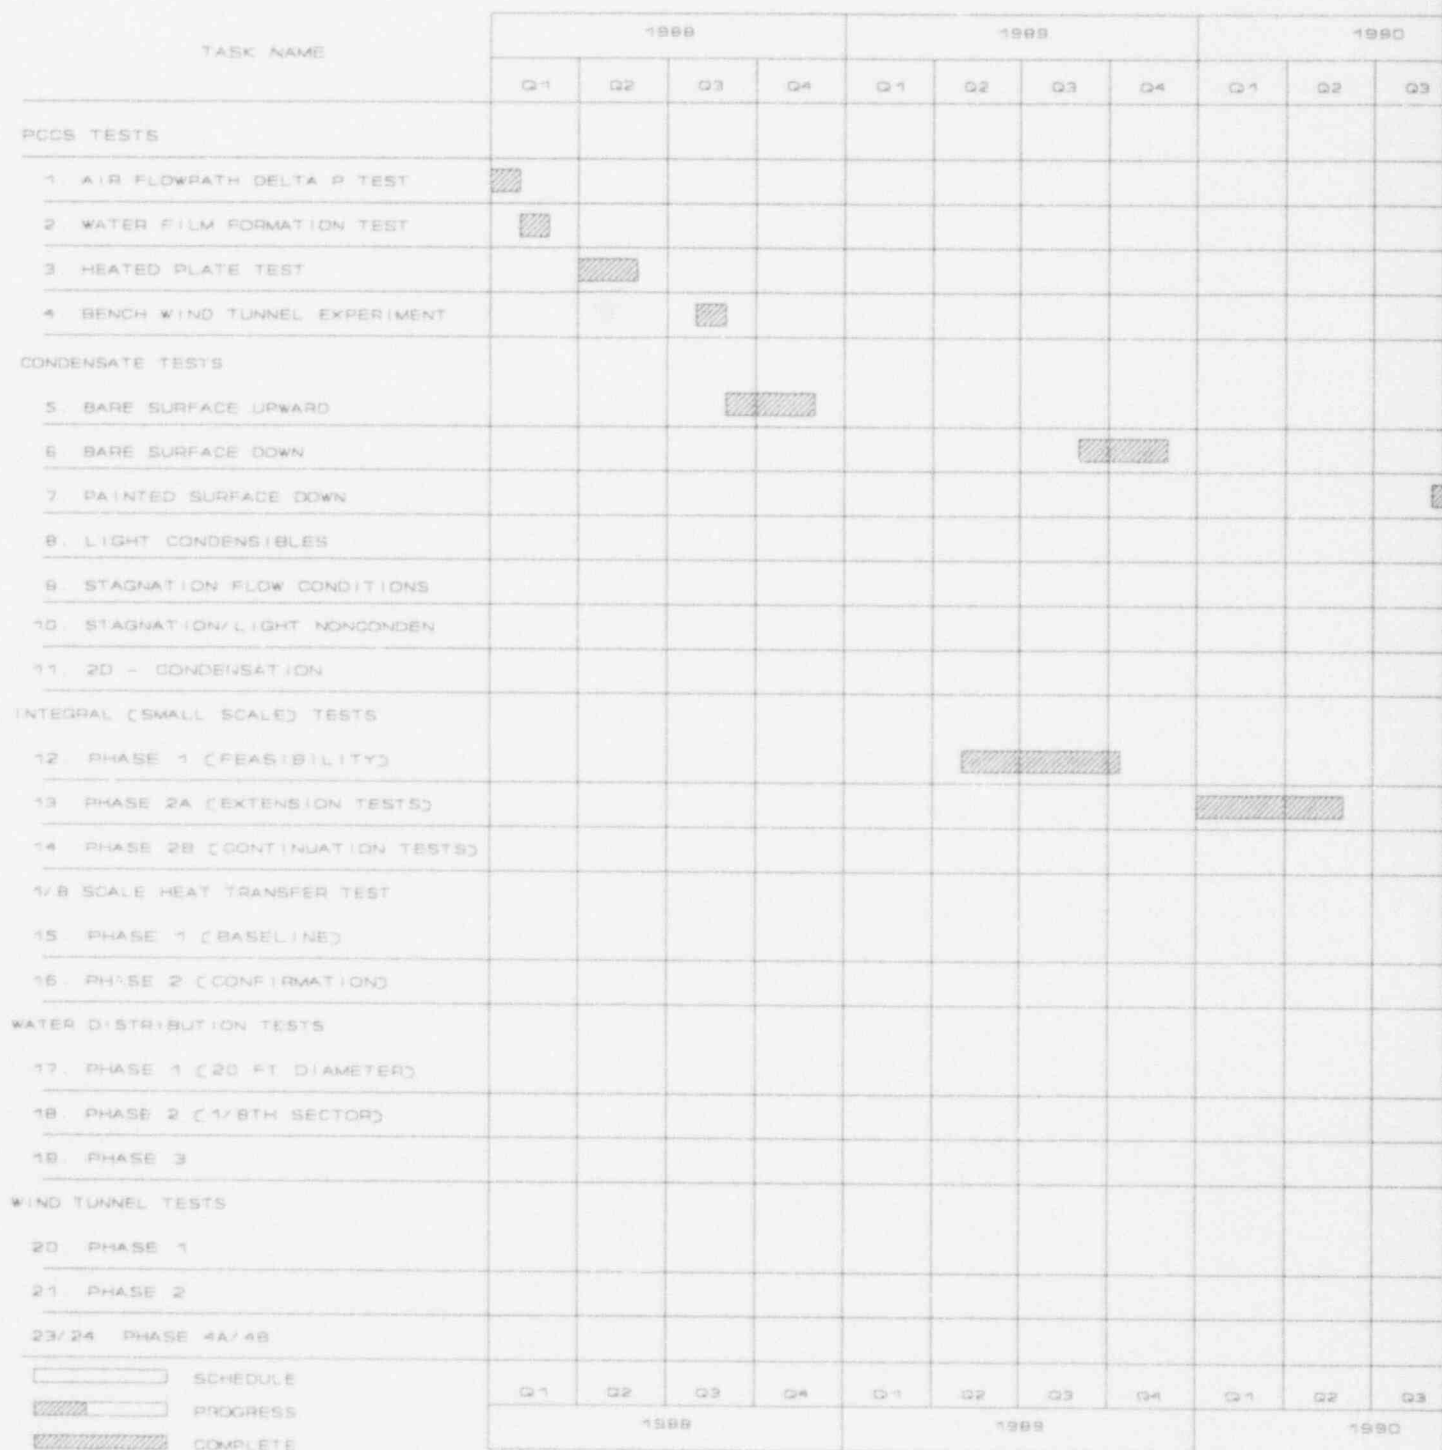 1988 1989 1990
TASK NAME
Q1 Q2 Q3 Q4 Q1 Q2 Q3 Q4 Q1 Q2 Q3
PCCS TESTS
1. AIR FLOWPATH DELTA P TEST
2 WATER FILM FORMATION TEST
3 HEATED PLATE TEST
4 BENCH WIND TUNNEL EXPERIMENT
CONDENSATE TESTS
5. BARE SURFACE UPWARD
6 BARE SURFACE DOWN
7. PAINTED SURFACE DOWN
8. LIGHT CONDENSIBLES
9. STAGNATION FLOW CONDITIONS
10. STAGNATION/LIGHT NONCONDEN
11. 2D - CONDENSATION
INTEGRAL (SMALL SCALE) TESTS
12. PHASE 1 (FEASIBILITY)
13 PHASE 2A (EXTENSION TESTS)
14 PHASE 2B (CONTINUATION TESTS)
1/8 SCALE HEAT TRANSFER TEST
15. PHASE 1 (BASELINE)
16. PHASE 2 (CONFIRMATION)
WATER DISTRIBUTION TESTS
17. PHASE 1 (20 FT DIAMETER)
18. PHASE 2 (1/8TH SECTOR)
19. PHASE 3
WIND TUNNEL TESTS
20 PHASE 1
21 PHASE 2
23/24 PHASE 4A/4B
SCHEDULE
PROGRESS
COMPLETE
Q1 Q2 Q3 Q4 Q1 Q2 Q3 Q4 Q1 Q2 Q3
1988 1989 1990